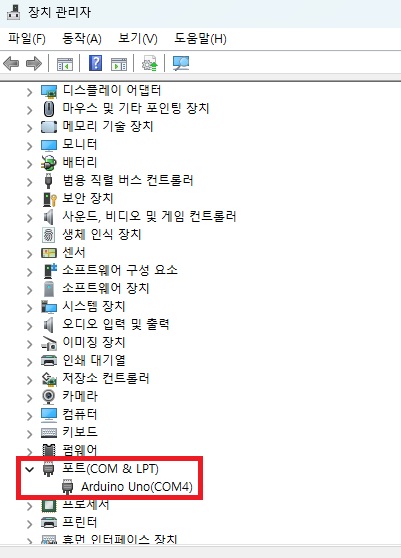 장치 관리자
파일(F) 동작(A) 보기(V) 도움말(H)
디스플레이 어댑터
마우스 및 기타 포인팅 장치
메모리 기술 장치
모니터
배터리
범용 직렬 버스 컨트롤러
보안 장치
사운드, 비디오 및 게임 컨트롤러
생체 인식 장치
센서
소프트웨어 구성 요소
소프트웨어 장치
시스템 장치
오디오 입력 및 출력
이미징 장치
인쇄 대기열
저장소 컨트롤러
카메라
컴퓨터
키보드
펌웨어
포트(COM & LPT)
Arduino Uno(COM4)
프로세서
프린터
휴먼 인터페이스 장치